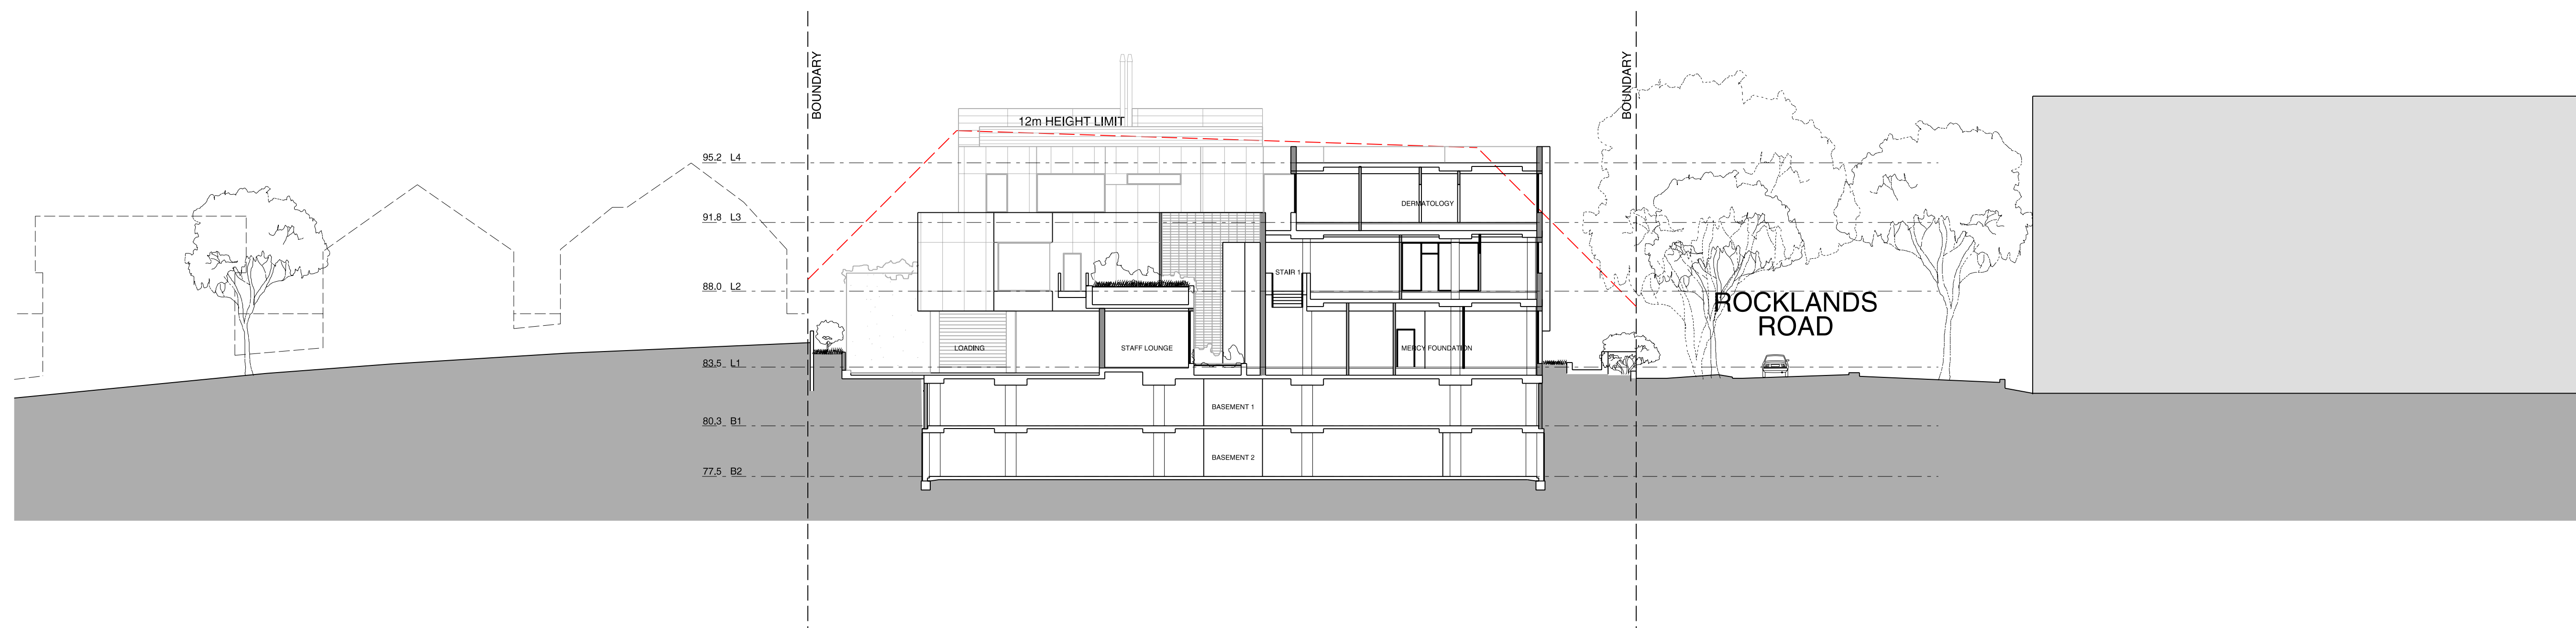 BOUNDARY
BOUNDARY
12m HEIGHT LIMIT
95,2 L4
DERMATOLOGY
91.8 L3
STAIR 1
88,0 L2
ROCKLANDS
ROAD
LOADING
STAFF LOUNGE
MERCY FOUNDATION
83,5 L1
BASEMENT 1
80,3 B1
BASEMENT 2
77,5 B2